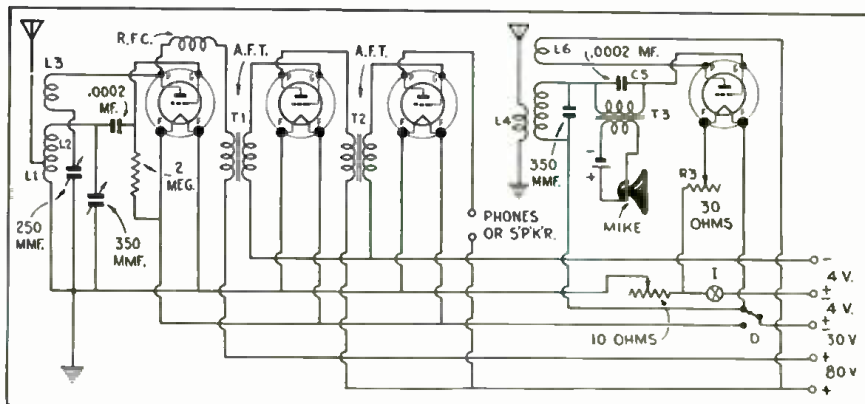 R.F.C.
A.F.T.
A.F.T.
L3
.0002
MF.
L2
L1
250
MMF.
350
MMF.
2
MEG.
P
G
F
F
T1
P
G
F
F
T2
P
G
F
F
PHONES
OR S'P'K'R.
L6
.0002 MF.
C5
L4
350
MMF.
T3
-
+
MIKE
P
G
F
F
R3
30
OHMS
I
10 OHMS
D
-
4 V.
+
-
4 V.
+
-
30 V
+
80 V
+